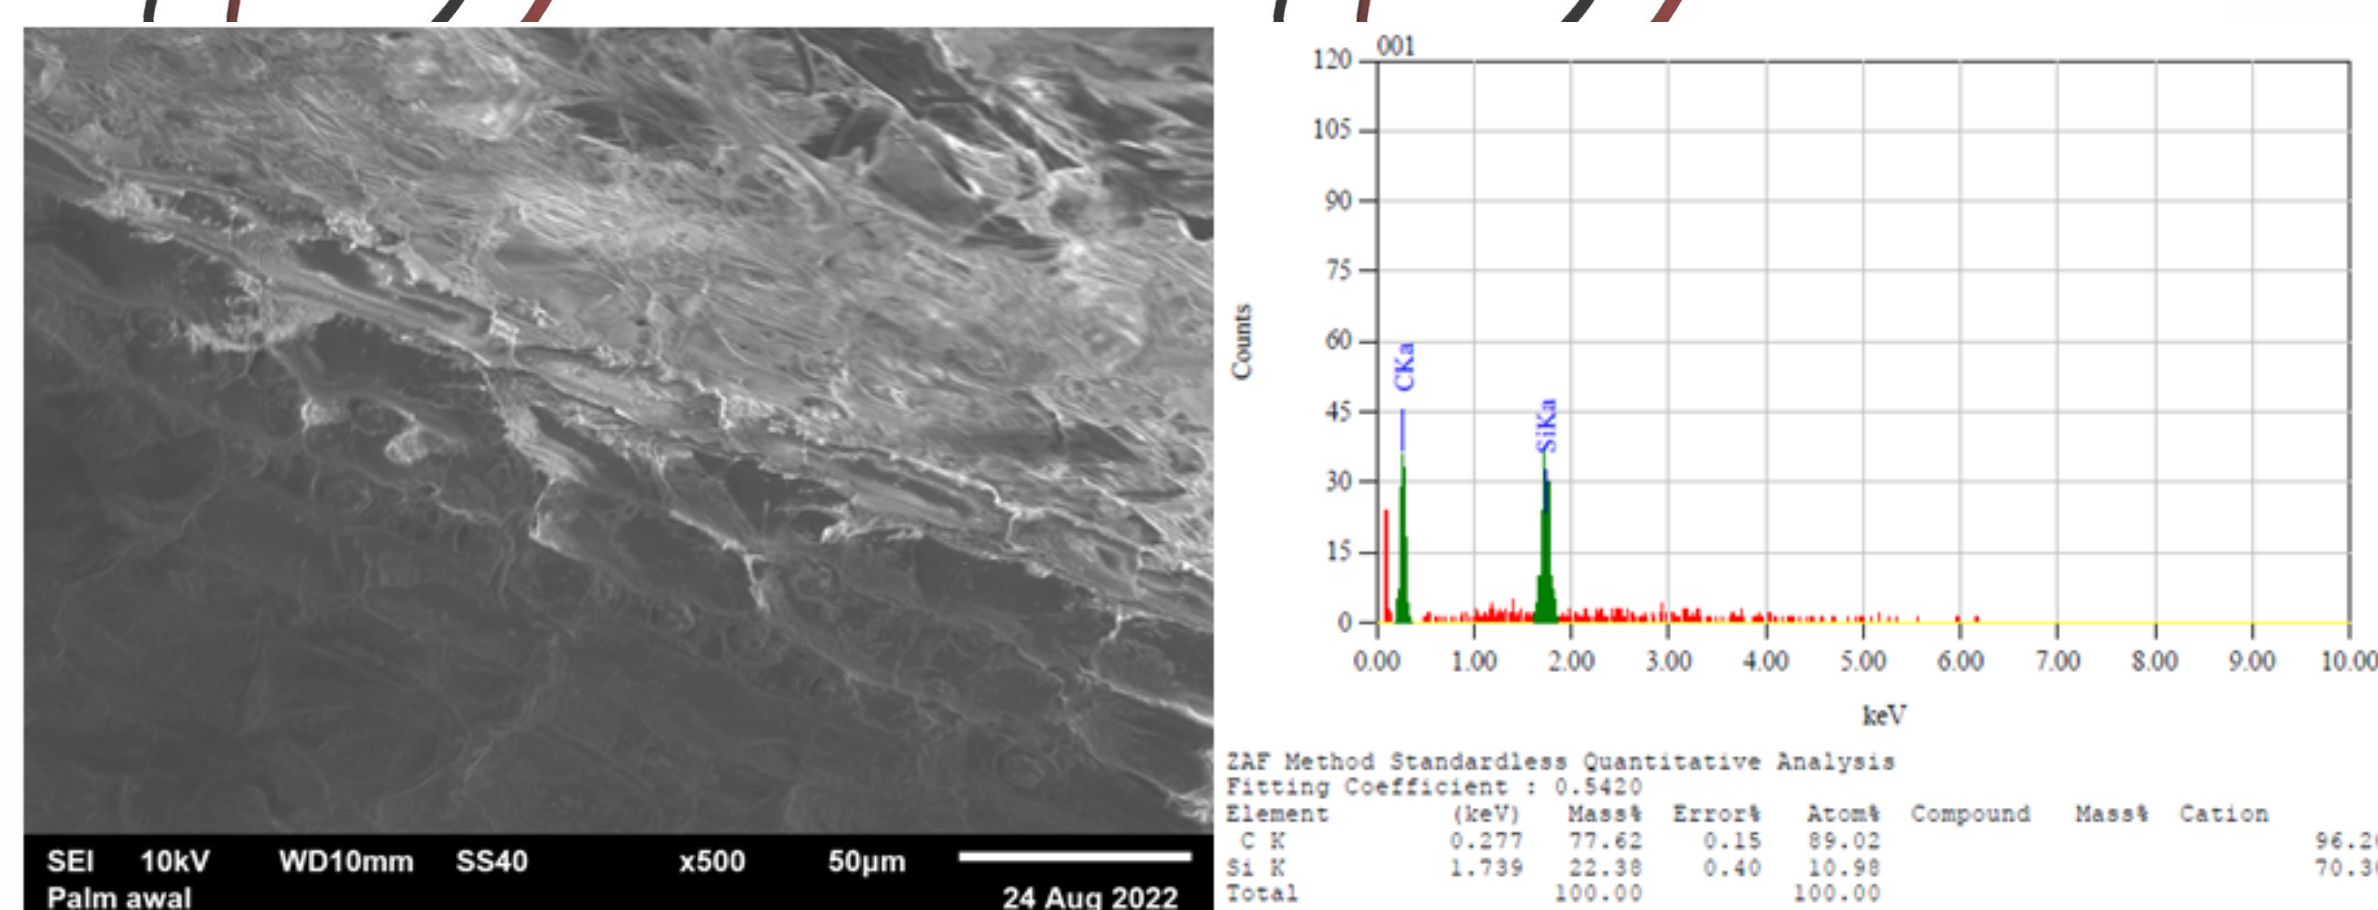 SEI 10kV WD10mm SS40 x500 50µm
Palm awal 24 Aug 2022
001
120
105
90
75
60
45
30
15
0
Counts
CKa
SiKa
0.00 1.00 2.00 3.00 4.00 5.00 6.00 7.00 8.00 9.00 10.00
keV
ZAF Method Standardless Quantitative Analysis
Fitting Coefficient : 0.5420
Element (keV) Mass% Error% Atom% Compound Mass% Cation
C K 0.277 77.62 0.15 89.02
Si K 1.739 22.38 0.40 10.98
Total 100.00 100.00